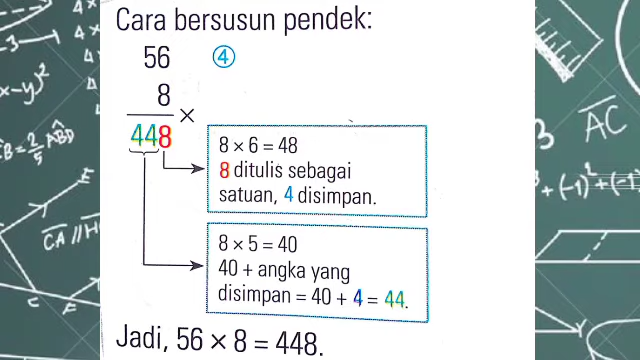 Cara bersusun pendek:
56 ④
8 ×
448
8 × 6 = 48
8 ditulis sebagai
satuan, 4 disimpan.
8 × 5 = 40
40 + angka yang
disimpan = 40 + 4 = 44.
Jadi, 56 × 8 = 448.